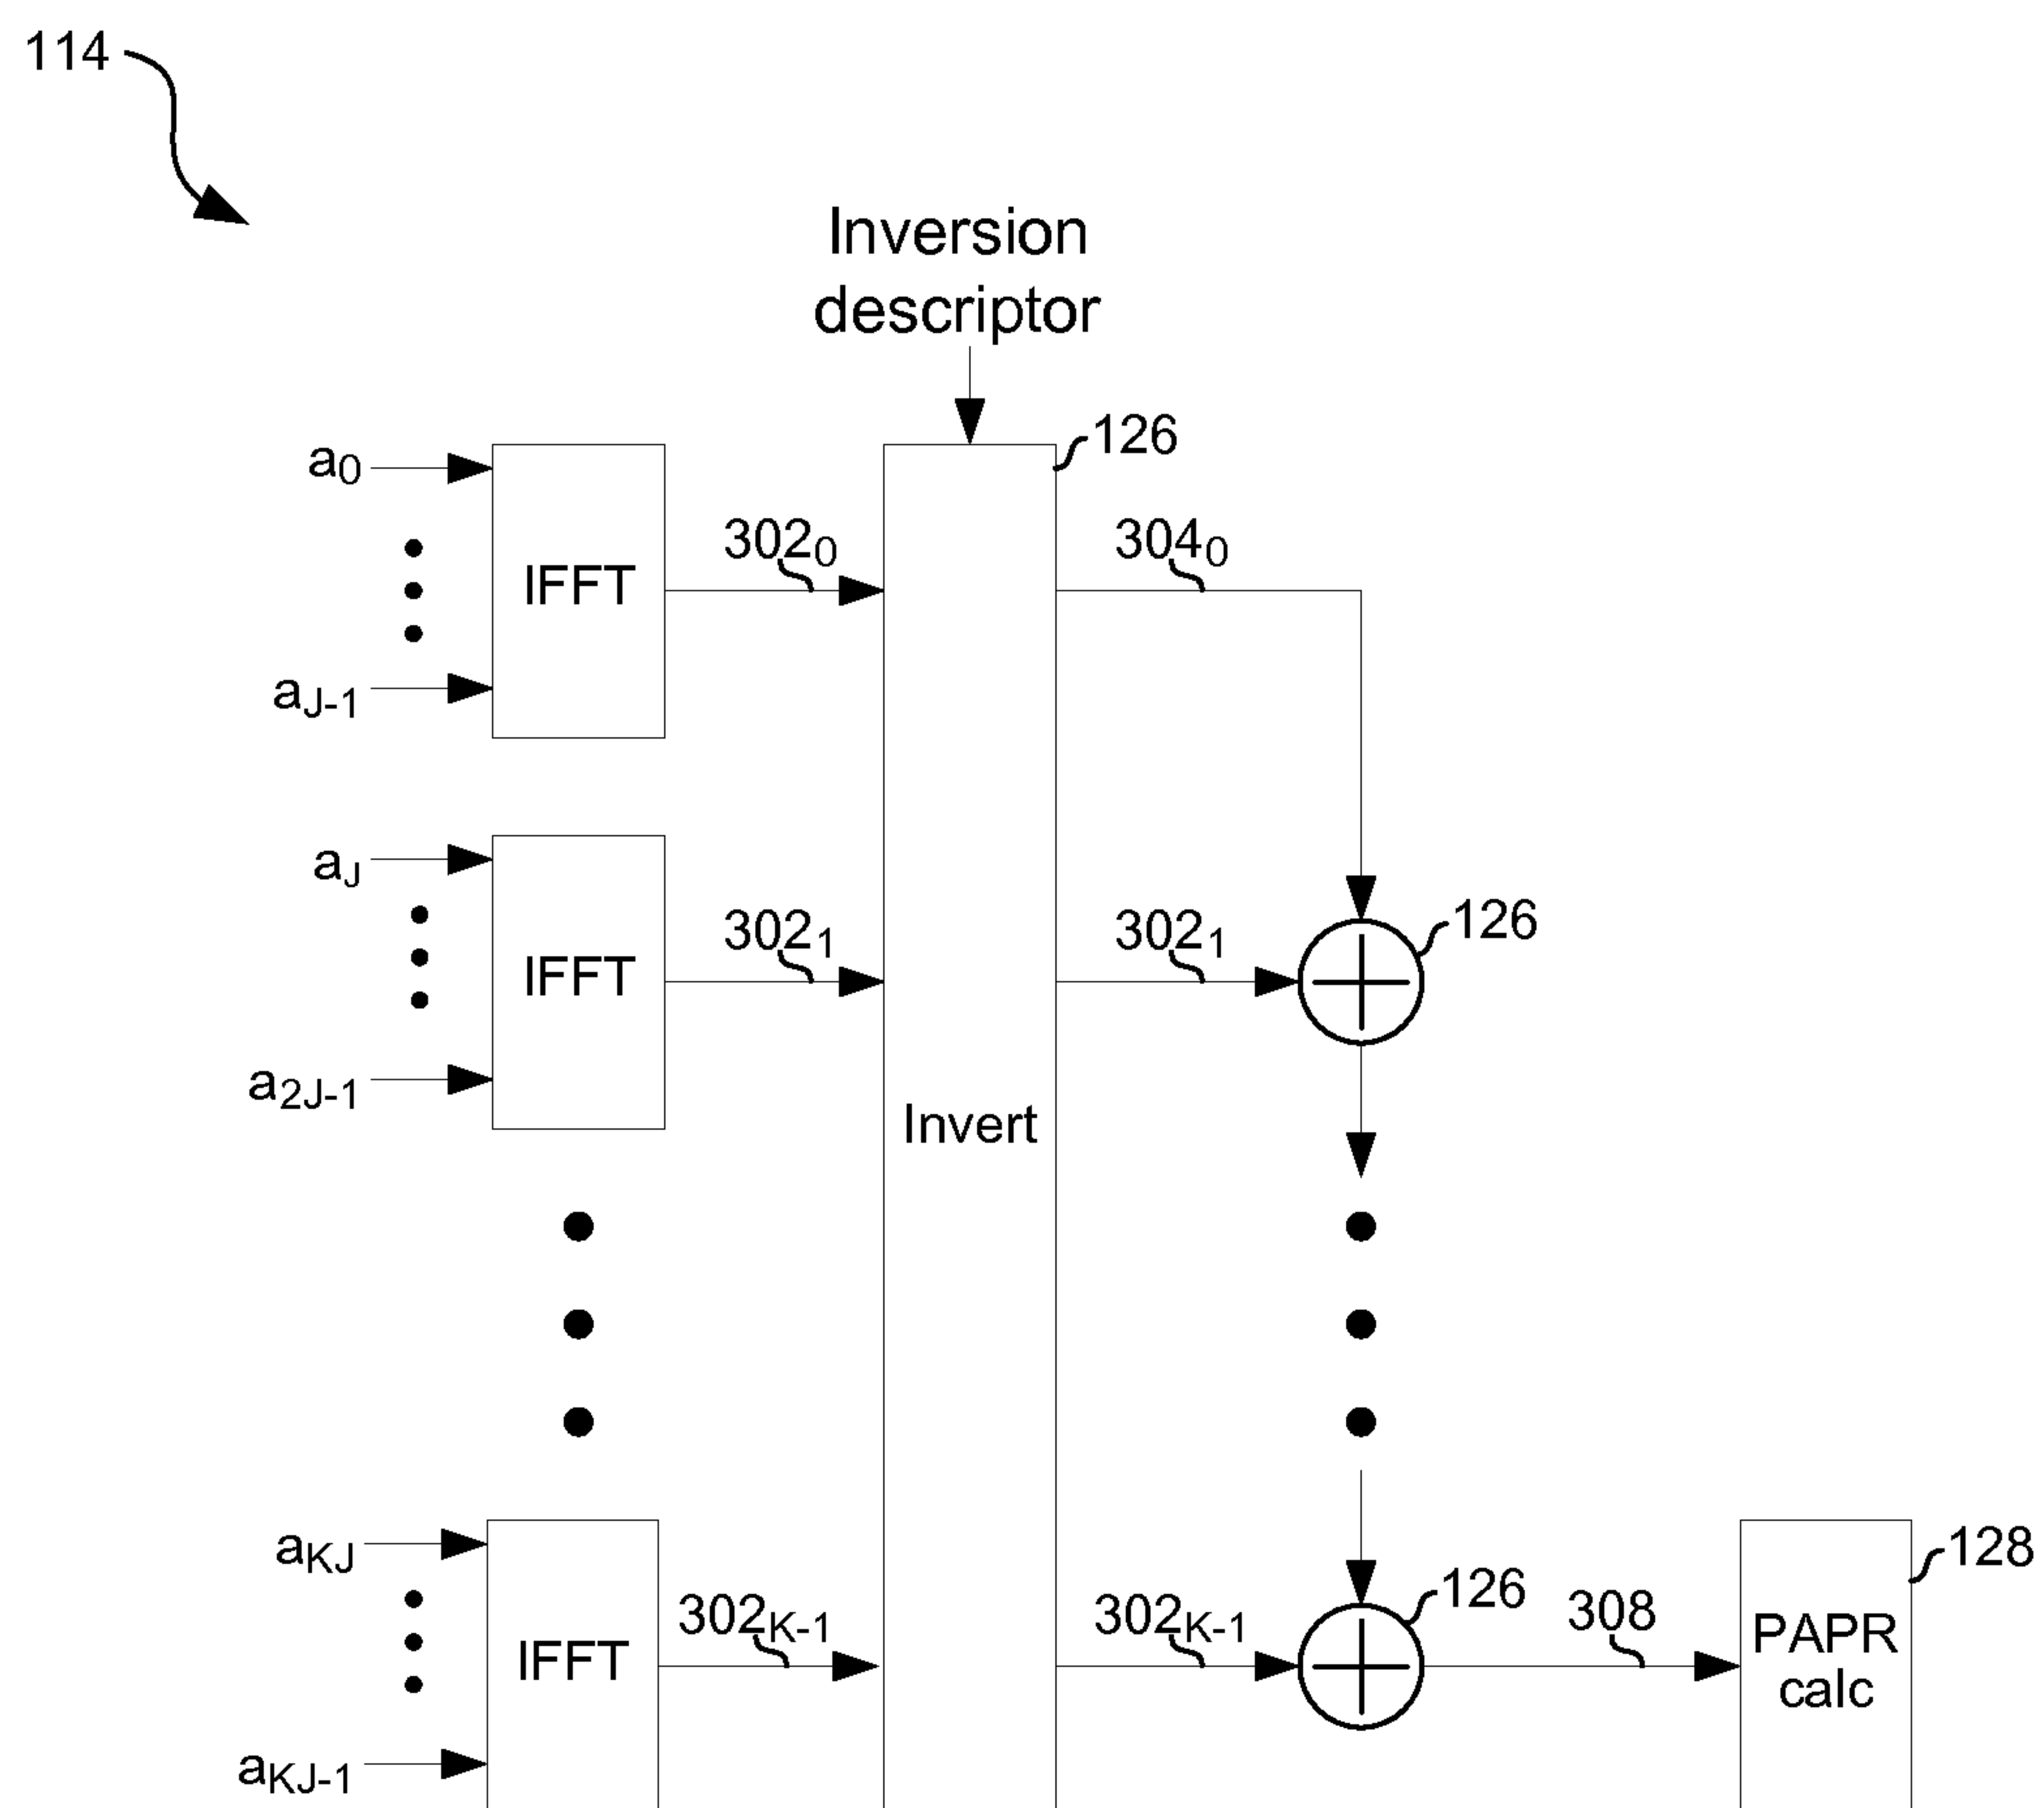 114
Inversion
descriptor
126
a0
3020
3040
IFFT
aJ-1
aJ
3021
3021
126
IFFT
a2J-1
Invert
aKJ
128
302K-1
302K-1
126
308
IFFT
PAPR
calc
aKJ-1